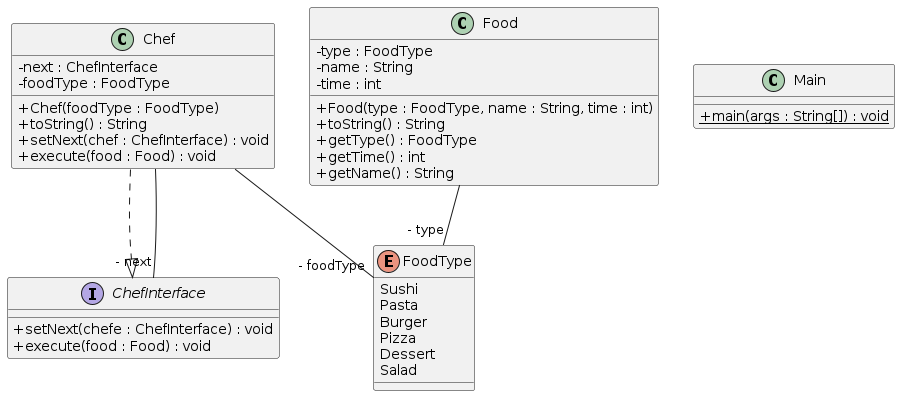 C Chef
-next : ChefInterface
-foodType : FoodType
+Chef(foodType : FoodType)
+toString() : String
+setNext(chef : ChefInterface) : void
+execute(food : Food) : void
C Food
-type : FoodType
-name : String
-time : int
+Food(type : FoodType, name : String, time : int)
+toString() : String
+getType() : FoodType
+getTime() : int
+getName() : String
C Main
+main(args : String[]) : void
- next
- foodType
- type
I ChefInterface
+setNext(chefe : ChefInterface) : void
+execute(food : Food) : void
E FoodType
Sushi
Pasta
Burger
Pizza
Dessert
Salad